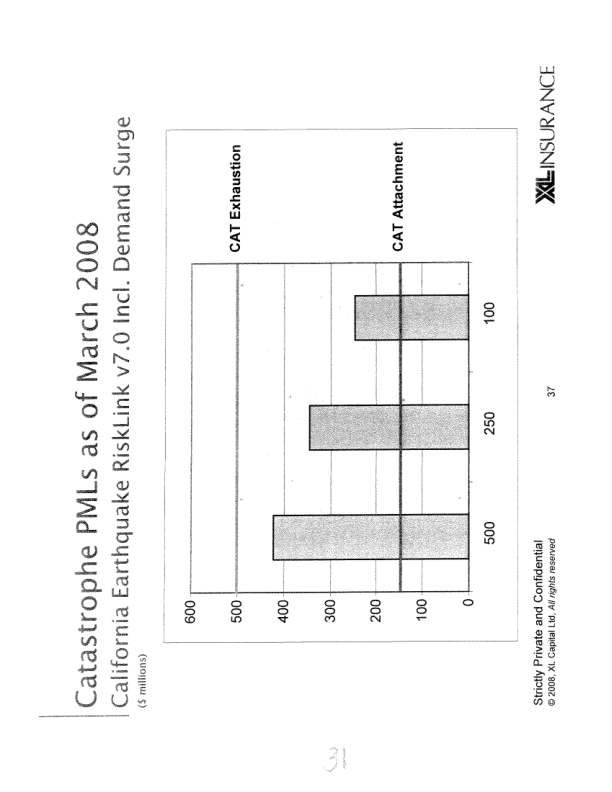 Catastrophe PMLs as of March 2008
California Earthquake RiskLink v7.0 Incl. Demand Surge
($ millions)
600
500
400
300
200
100
0
CAT Exhaustion
CAT Attachment
500
250
100
Strictly Private and Confidential
© 2008, XL Capital Ltd, All rights reserved
37
XL INSURANCE
31